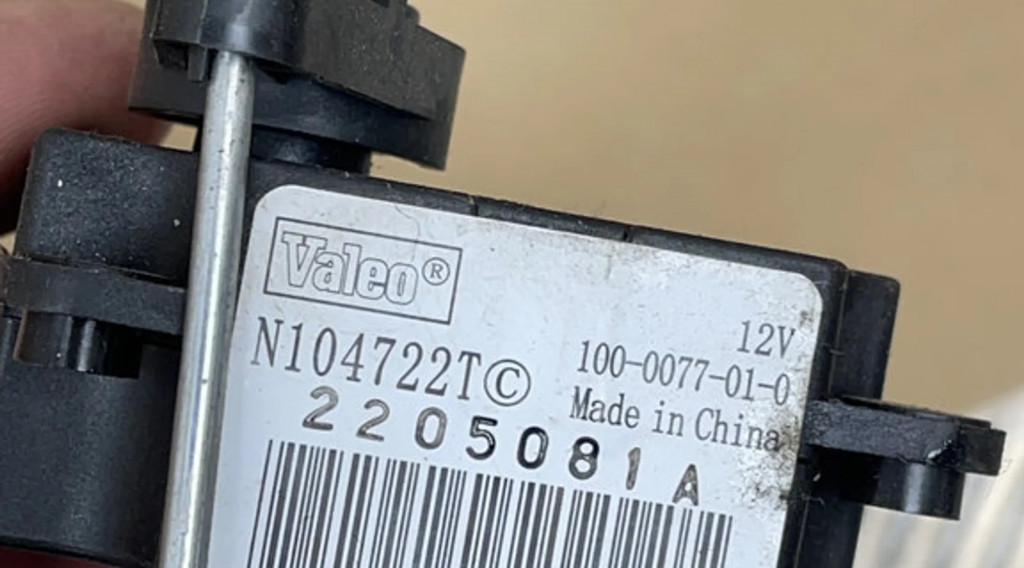 Valeo®
12V
N104722T©
100-0077-01-0
Made in China
2205081A